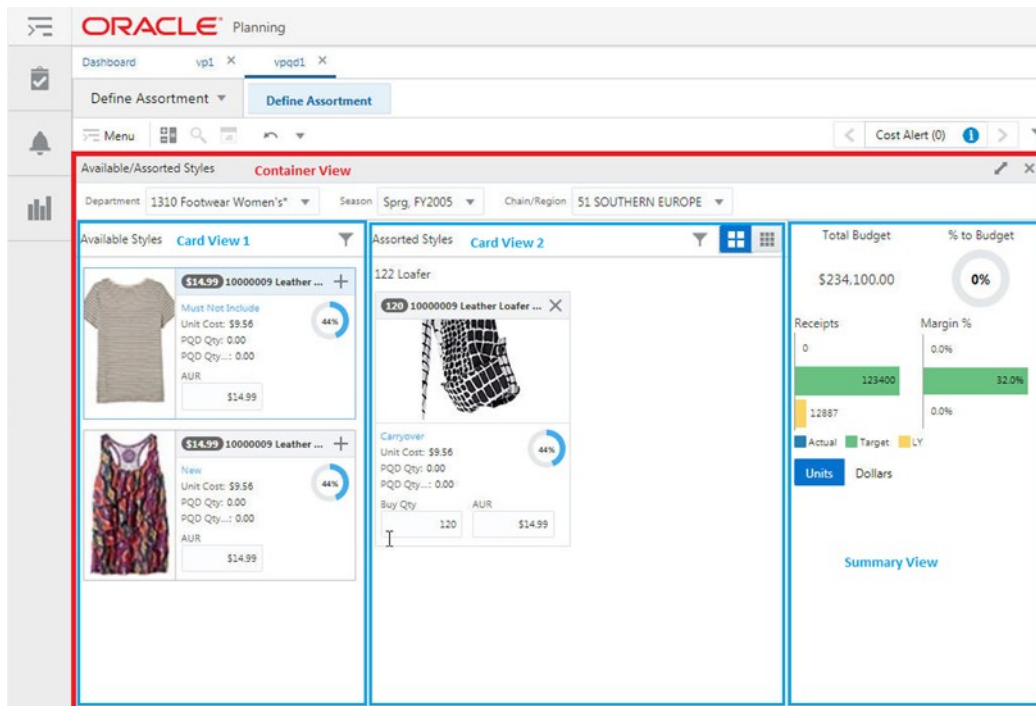 ORACLE® Planning
Dashboard vp1 × vpqd1 ×
Define Assortment Define Assortment
Menu Cost Alert (0)
Available/Assorted Styles Container View
Department 1310 Footwear Women's* Season Sprg, FY2005 Chain/Region 51 SOUTHERN EUROPE
Available Styles Card View 1
$14.99 10000009 Leather ... +
Must Not Include
Unit Cost: $9.56
44%
PQD Qty: 0.00
PQD Qty...: 0.00
AUR
$14.99
$14.99 10000009 Leather ... +
New
Unit Cost: $9.56
44%
PQD Qty: 0.00
PQD Qty...: 0.00
AUR
$14.99
Assorted Styles Card View 2
122 Loafer
120 10000009 Leather Loafer ... ×
Carryover
Unit Cost: $9.56
44%
PQD Qty: 0.00
PQD Qty...: 0.00
Buy Qty AUR
120 $14.99
Total Budget % to Budget
$234,100.00 0%
Receipts Margin %
0 0.0%
123400 32.0%
12887 0.0%
Actual Target LY
Units Dollars
Summary View